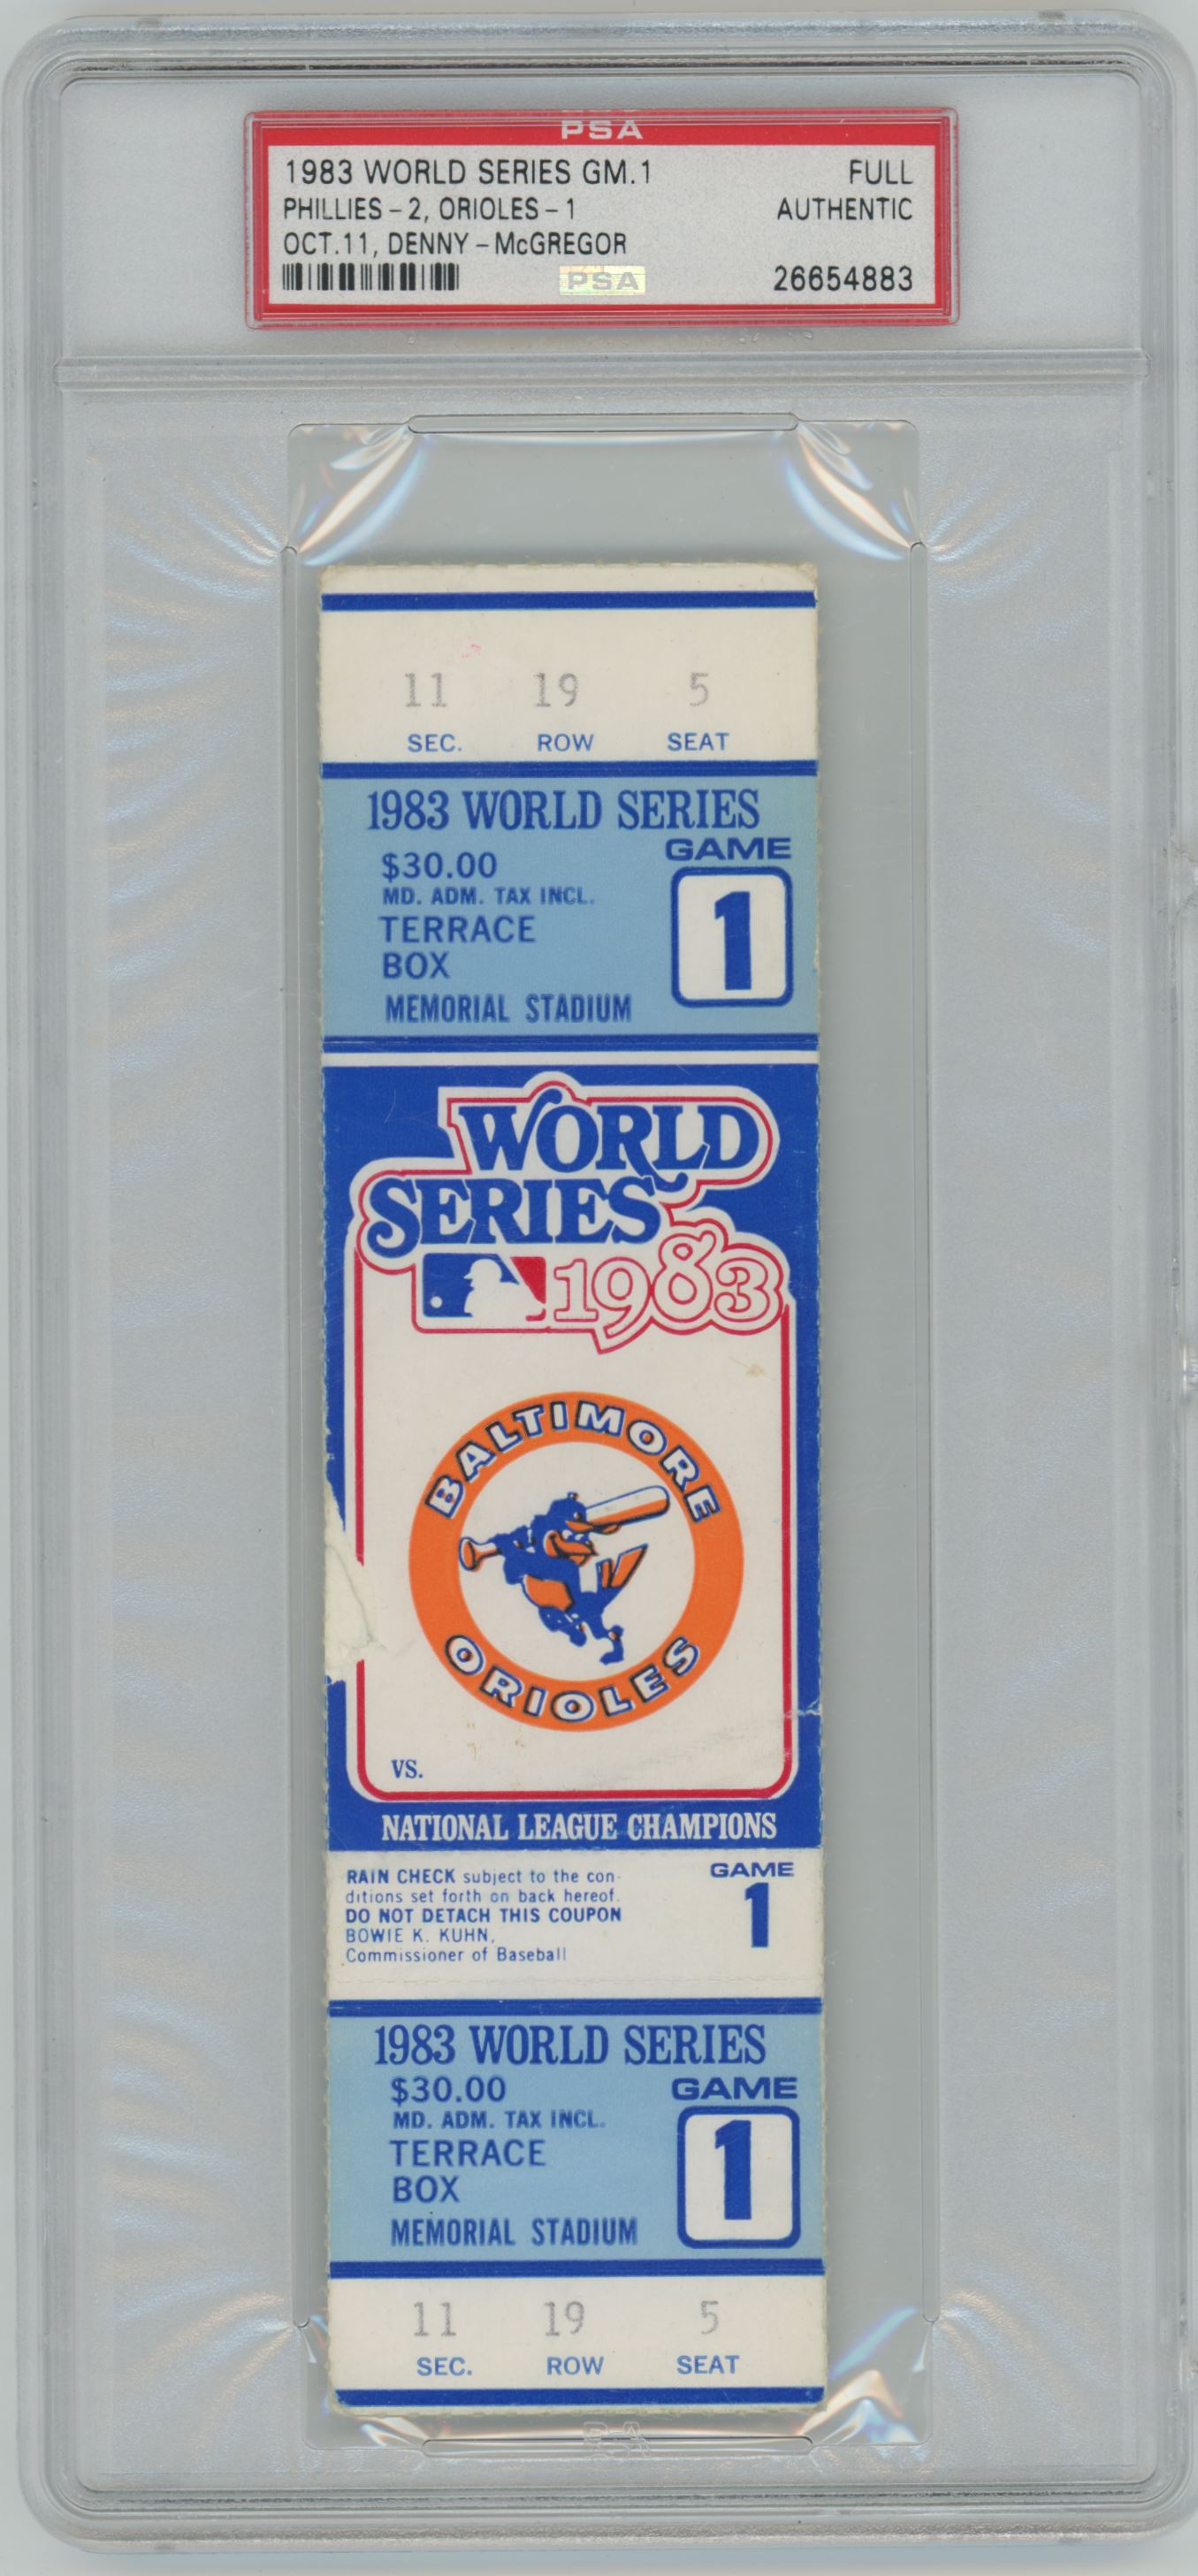 PSA
1983 WORLD SERIES GM.1 FULL
PHILLIES-2, ORIOLES-1 AUTHENTIC
OCT.11, DENNY-McGREGOR
PSA 26654883
11 19 5
SEC. ROW SEAT
1983 WORLD SERIES
GAME
$30.00
1
MD. ADM. TAX INCL.
TERRACE
BOX
MEMORIAL STADIUM
WORLD
SERIES
1983
BALTIMORE
ORIOLES
VS.
NATIONAL LEAGUE CHAMPIONS
RAIN CHECK subject to the con-
ditions set forth on back hereof.
DO NOT DETACH THIS COUPON
BOWIE K. KUHN,
Commissioner of Baseball
GAME
1
1983 WORLD SERIES
$30.00 GAME
MD. ADM. TAX INCL.
1
TERRACE
BOX
MEMORIAL STADIUM
11 19 5
SEC. ROW SEAT
PSA